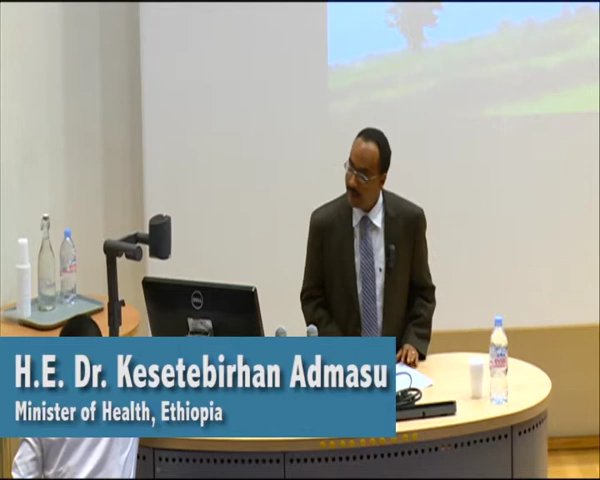 DELL
H.E. Dr. Kesetebirhan Admasu
Minister of Health, Ethiopia